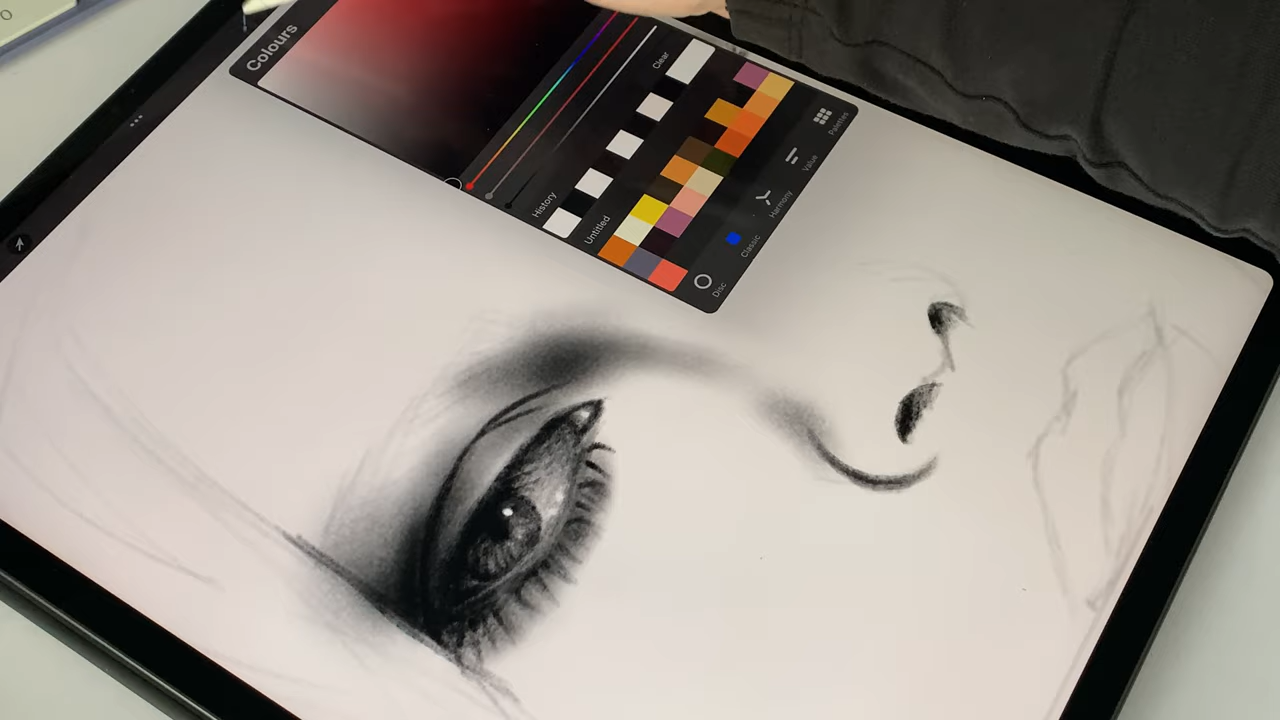 Colours
History
Clear
Untitled
Disc
Classic
Harmony
Value
Palettes